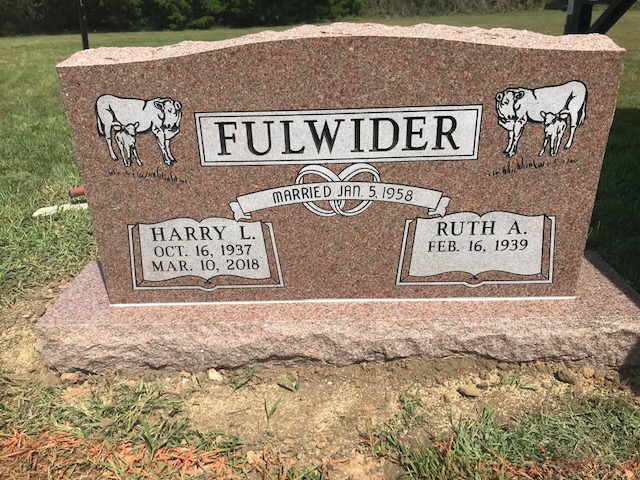 FULWIDER
MARRIED JAN. 5, 1958
HARRY L.
OCT. 16, 1937
MAR. 10, 2018
RUTH A.
FEB. 16, 1939